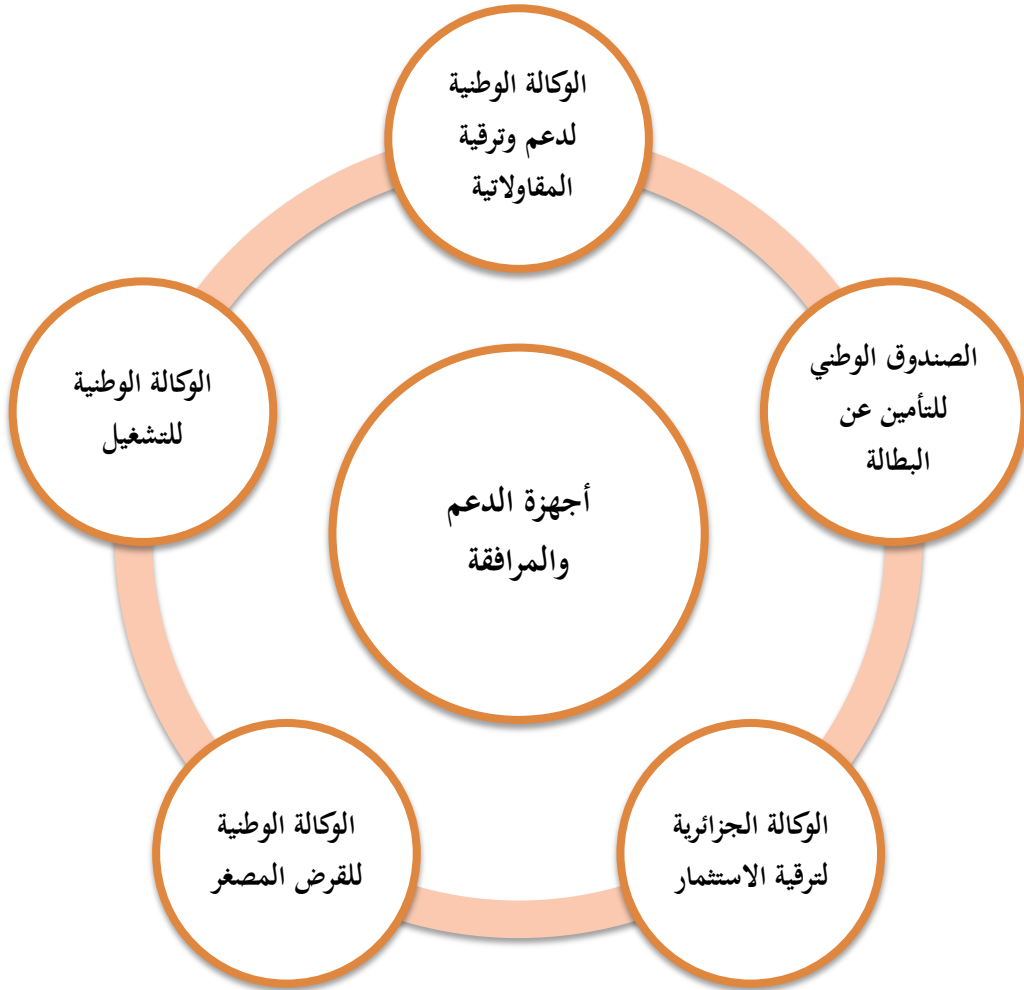 الوكالة الوطنية
لدعم وترقية
المقاولاتية
الصندوق الوطني
للتأمين عن
البطالة
الوكالة الوطنية
للتشغيل
أجهزة الدعم
والمرافقة
الوكالة الجزائرية
لترقية الاستثمار
الوكالة الوطنية
للقرض المصغر